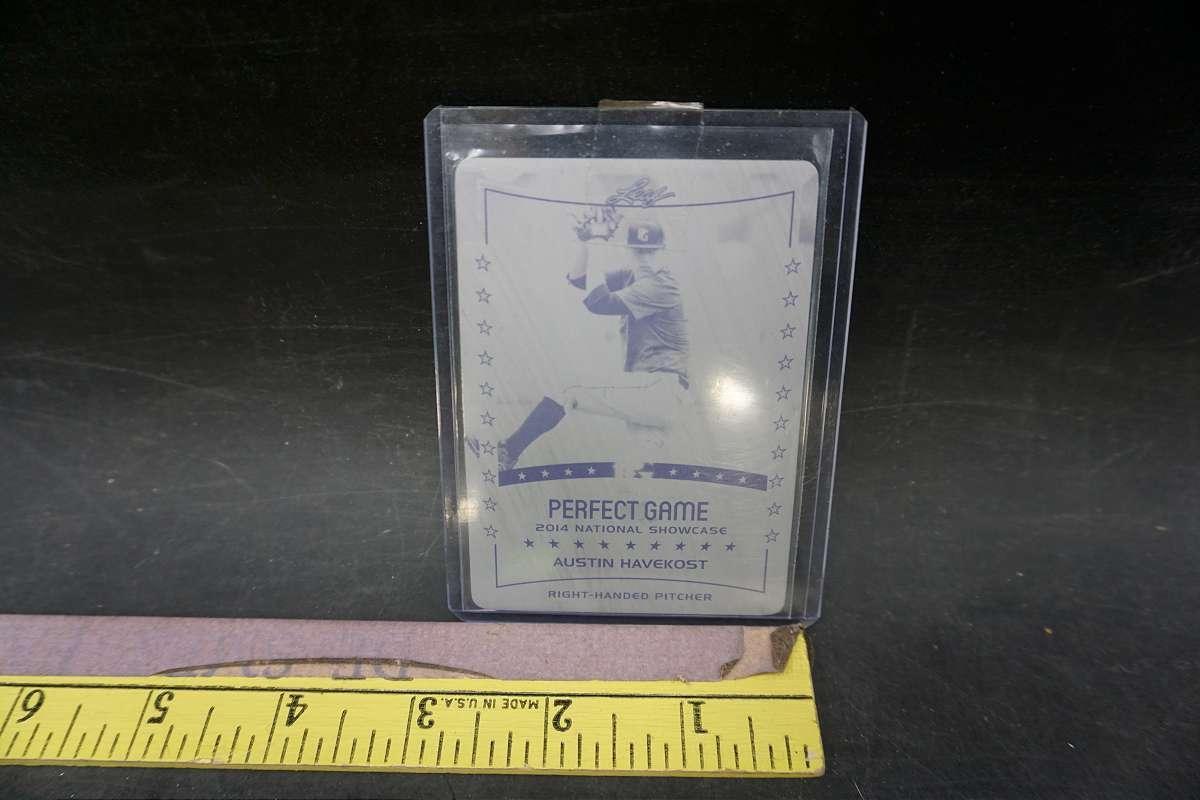 Leaf
PG
PERFECT GAME
2014 NATIONAL SHOWCASE
AUSTIN HAVEKOST
RIGHT-HANDED PITCHER
1 2 MADE IN U.S.A. 3 4 5 6